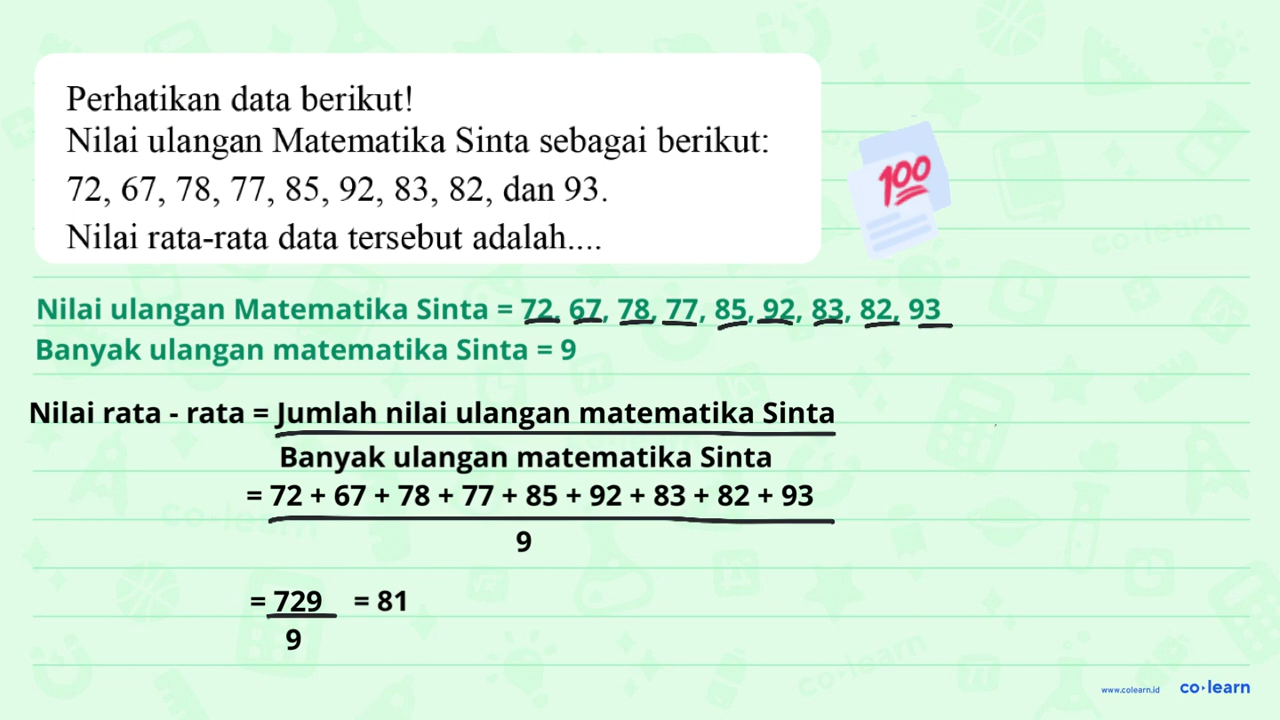 Perhatikan data berikut!
Nilai ulangan Matematika Sinta sebagai berikut:
72, 67, 78, 77, 85, 92, 83, 82, dan 93.
Nilai rata-rata data tersebut adalah....
100
Nilai ulangan Matematika Sinta = 72, 67, 78, 77, 85, 92, 83, 82, 93
Banyak ulangan matematika Sinta = 9
Nilai rata - rata = Jumlah nilai ulangan matematika Sinta
Banyak ulangan matematika Sinta
= 72 + 67 + 78 + 77 + 85 + 92 + 83 + 82 + 93
9
= 729 = 81
9
www.colearn.id co·learn